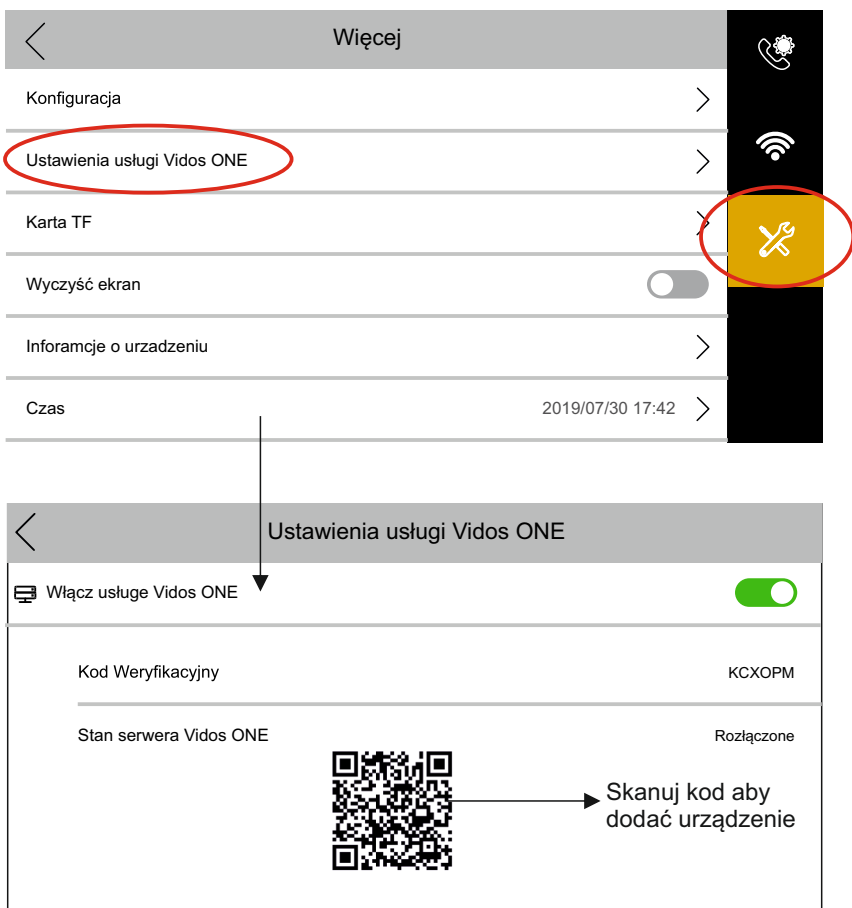 Więcej
Konfiguracja
Ustawienia usługi Vidos ONE
Karta TF
Wyczyść ekran
Inforamcje o urzadzeniu
Czas 2019/07/30 17:42
Ustawienia usługi Vidos ONE
Włącz usługe Vidos ONE
Kod Weryfikacyjny KCXOPM
Stan serwera Vidos ONE Rozłączone
Skanuj kod aby
dodać urządzenie